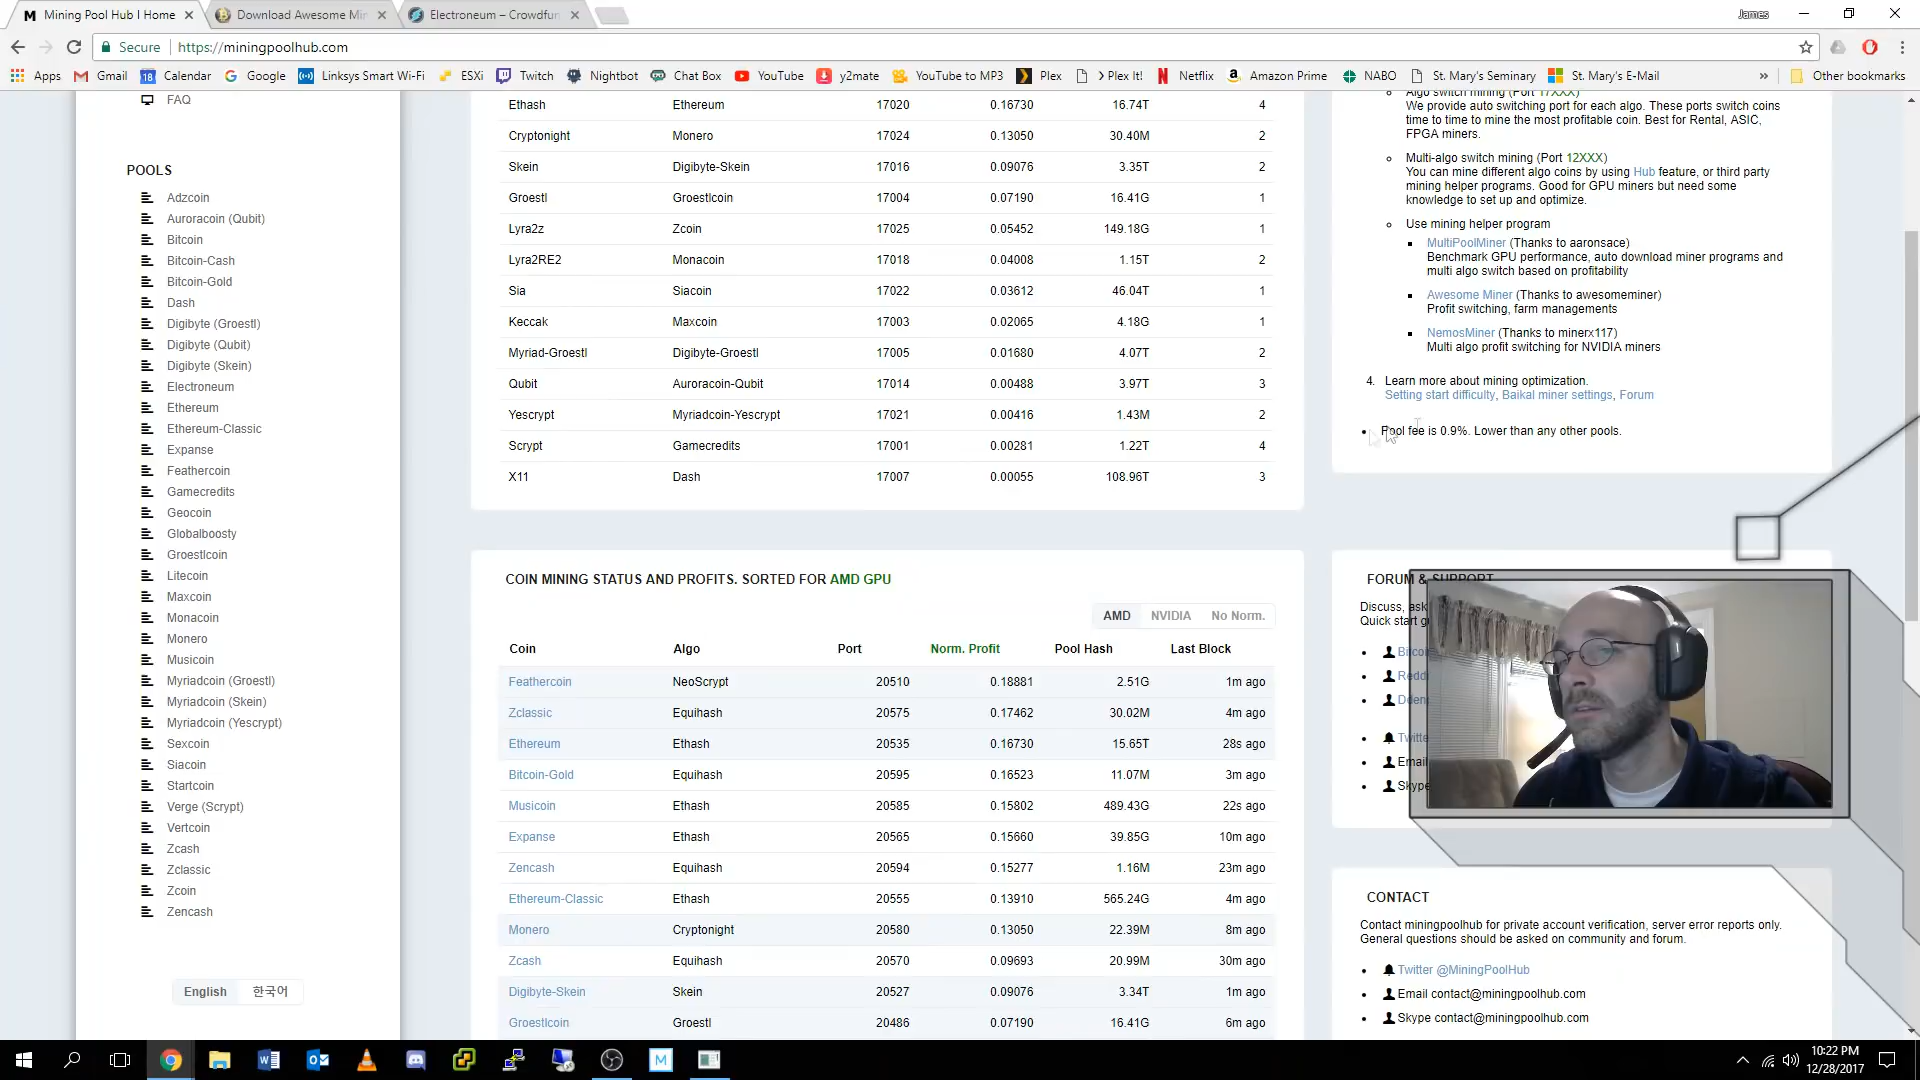 Mining Pool Hub I Home
Download Awesome Mi
Electroneum – Crowdfu
James
Secure
https://miningpoolhub.com
Apps
Gmail
Calendar
Google
Linksys Smart Wi-Fi
ESXi
Twitch
Nightbot
Chat Box
YouTube
y2mate
YouTube to MP3
Plex
Plex It!
Netflix
Amazon Prime
NABO
St. Mary's Seminary
St. Mary's E-Mail
Other bookmarks
FAQ
POOLS
Adzcoin
Auroracoin (Qubit)
Bitcoin
Bitcoin-Cash
Bitcoin-Gold
Dash
Digibyte (Groestl)
Digibyte (Qubit)
Digibyte (Skein)
Electroneum
Ethereum
Ethereum-Classic
Expanse
Feathercoin
Gamecredits
Geocoin
Globalboosty
Groestlcoin
Litecoin
Maxcoin
Monacoin
Monero
Musicoin
Myriadcoin (Groestl)
Myriadcoin (Skein)
Myriadcoin (Yescrypt)
Sexcoin
Siacoin
Startcoin
Verge (Scrypt)
Vertcoin
Zcash
Zclassic
Zcoin
Zencash
English 한국어
Ethash Ethereum 17020 0.16730 16.74T 4
Cryptonight Monero 17024 0.13050 30.40M 2
Skein Digibyte-Skein 17016 0.09076 3.35T 2
Groestl Groestlcoin 17004 0.07190 16.41G 1
Lyra2z Zcoin 17025 0.05452 149.18G 1
Lyra2RE2 Monacoin 17018 0.04008 1.15T 2
Sia Siacoin 17022 0.03612 46.04T 1
Keccak Maxcoin 17003 0.02065 4.18G 1
Myriad-Groestl Digibyte-Groestl 17005 0.01680 4.07T 2
Qubit Auroracoin-Qubit 17014 0.00488 3.97T 3
Yescrypt Myriadcoin-Yescrypt 17021 0.00416 1.43M 2
Scrypt Gamecredits 17001 0.00281 1.22T 4
X11 Dash 17007 0.00055 108.96T 3
COIN MINING STATUS AND PROFITS. SORTED FOR AMD GPU
AMD NVIDIA No Norm.
Coin Algo Port Norm. Profit Pool Hash Last Block
Feathercoin NeoScrypt 20510 0.18881 2.51G 1m ago
Zclassic Equihash 20575 0.17462 30.02M 4m ago
Ethereum Ethash 20535 0.16730 15.65T 28s ago
Bitcoin-Gold Equihash 20595 0.16523 11.07M 3m ago
Musicoin Ethash 20585 0.15802 489.43G 22s ago
Expanse Ethash 20565 0.15660 39.85G 10m ago
Zencash Equihash 20594 0.15277 1.16M 23m ago
Ethereum-Classic Ethash 20555 0.13910 565.24G 4m ago
Monero Cryptonight 20580 0.13050 22.39M 8m ago
Zcash Equihash 20570 0.09693 20.99M 30m ago
Digibyte-Skein Skein 20527 0.09076 3.34T 1m ago
Groestlcoin Groestl 20486 0.07190 16.41G 6m ago
Algo switch mining (Port 17XXX)
We provide auto switching port for each algo. These ports switch coins
time to time to mine the most profitable coin. Best for Rental, ASIC,
FPGA miners.
Multi-algo switch mining (Port 12XXX)
You can mine different algo coins by using Hub feature, or third party
mining helper programs. Good for GPU miners but need some
knowledge to set up and optimize.
Use mining helper program
MultiPoolMiner (Thanks to aaronsace)
Benchmark GPU performance, auto download miner programs and
multi algo switch based on profitability
Awesome Miner (Thanks to awesomeminer)
Profit switching, farm managements
NemosMiner (Thanks to minerx117)
Multi algo profit switching for NVIDIA miners
4. Learn more about mining optimization.
Setting start difficulty, Baikal miner settings, Forum
Pool fee is 0.9%. Lower than any other pools.
FORUM & SUPPORT
Discuss, ask
Quick start g
Bitcoi
Reddi
Twitte
Email
Skype
CONTACT
Contact miningpoolhub for private account verification, server error reports only.
General questions should be asked on community and forum.
Twitter @MiningPoolHub
Email contact@miningpoolhub.com
Skype contact@miningpoolhub.com
10:22 PM
12/28/2017